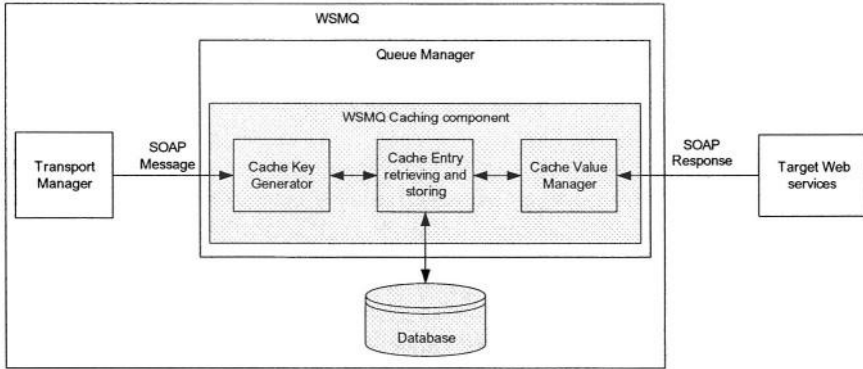 WSMQ
Queue Manager
WSMQ Caching component
Transport
Manager
SOAP
Message
Cache Key
Generator
Cache Entry
retrieving and
storing
Cache Value
Manager
SOAP
Response
Target Web
services
Database